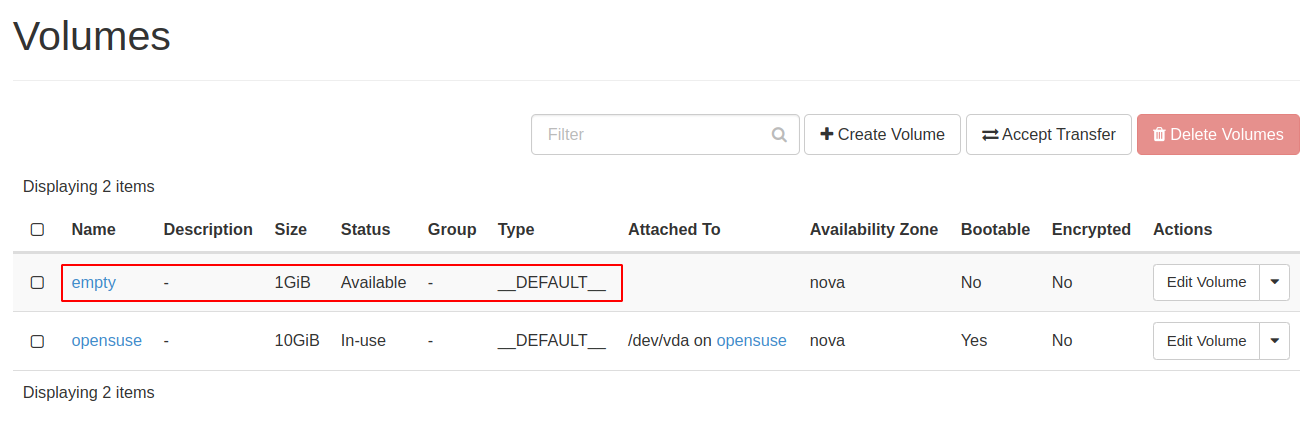 Volumes
Filter Create Volume Accept Transfer Delete Volumes
Displaying 2 items
Name Description Size Status Group Type Attached To Availability Zone Bootable Encrypted Actions
empty - 1GiB Available - __DEFAULT__ nova No No Edit Volume
opensuse - 10GiB In-use - __DEFAULT__ /dev/vda on opensuse nova Yes No Edit Volume
Displaying 2 items